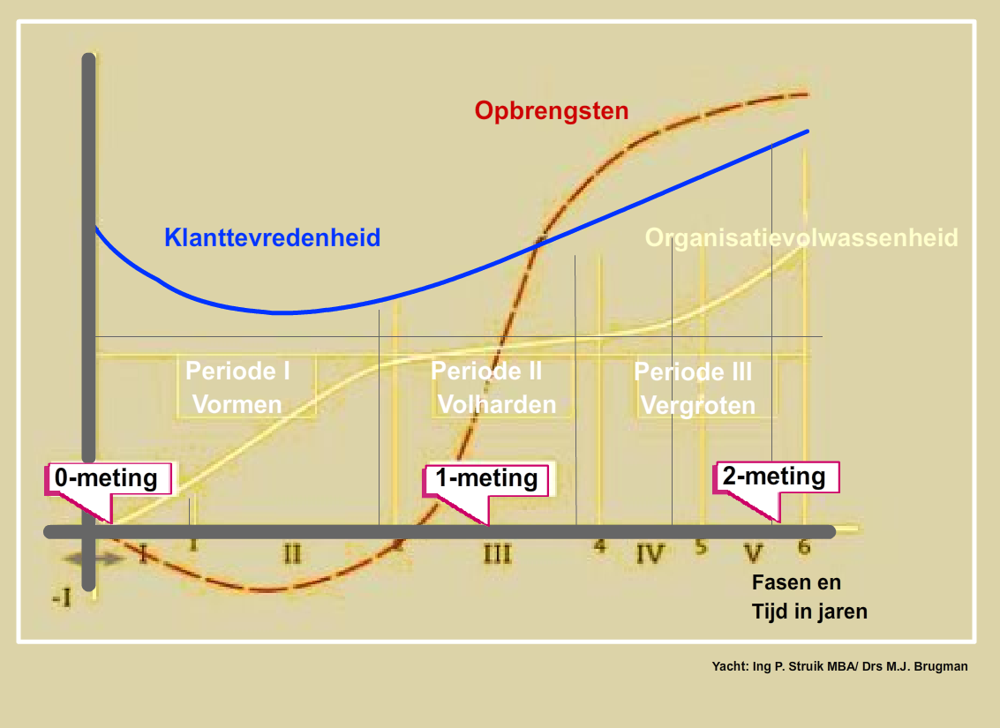 Opbrengsten
Klanttevredenheid
Organisatievolwassenheid
Periode I
Vormen
Periode II
Volharden
Periode III
Vergroten
0-meting
1-meting
2-meting
I
1
II
2
III
4
IV
5
V
6
-I
Fasen en
Tijd in jaren
Yacht: Ing P. Struik MBA/ Drs M.J. Brugman